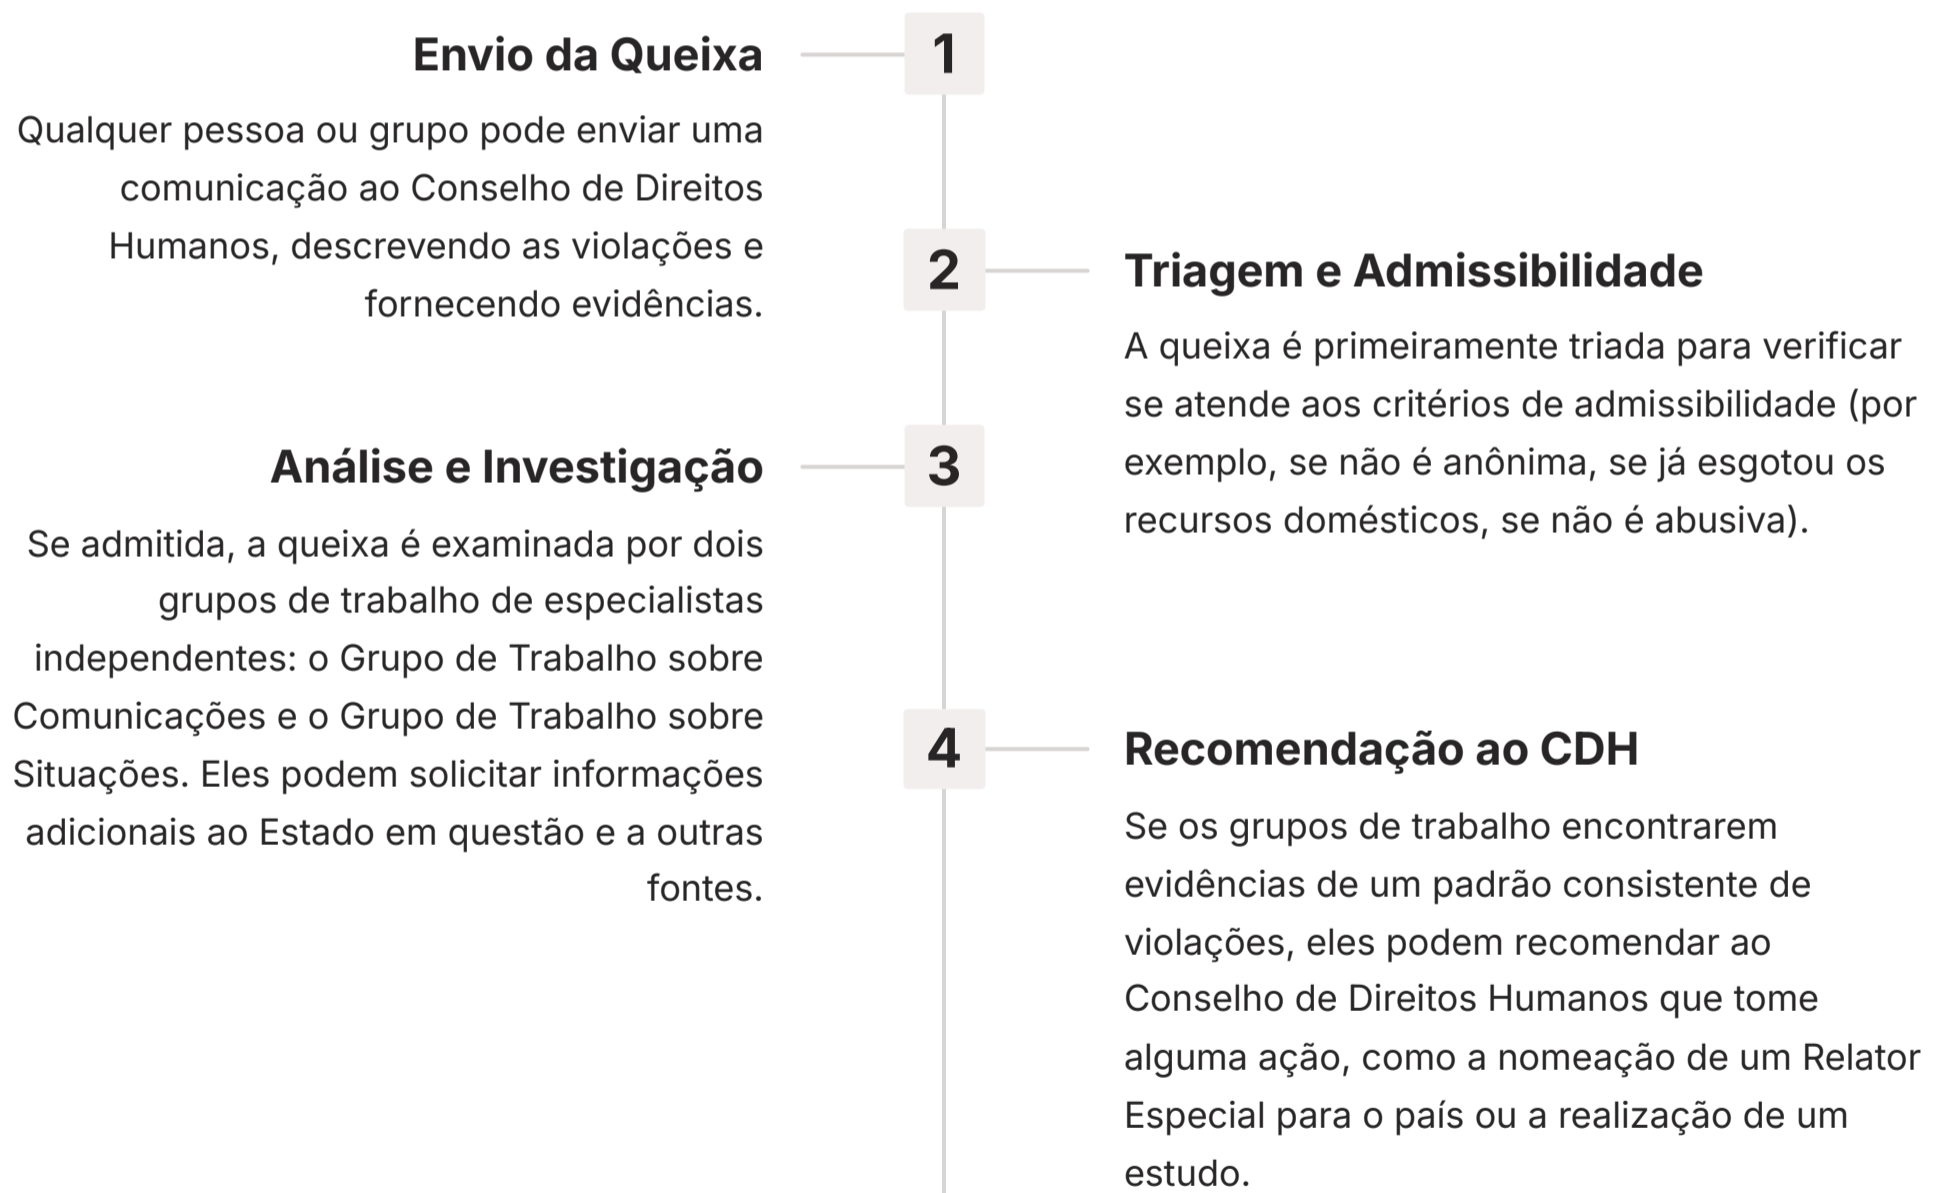 Envio da Queixa
1
Qualquer pessoa ou grupo pode enviar uma
comunicação ao Conselho de Direitos
Humanos, descrevendo as violações e
fornecendo evidências.
2
Triagem e Admissibilidade
A queixa é primeiramente triada para verificar
se atende aos critérios de admissibilidade (por
exemplo, se não é anônima, se já esgotou os
recursos domésticos, se não é abusiva).
Análise e Investigação
3
Se admitida, a queixa é examinada por dois
grupos de trabalho de especialistas
independentes: o Grupo de Trabalho sobre
Comunicações e o Grupo de Trabalho sobre
Situações. Eles podem solicitar informações
adicionais ao Estado em questão e a outras
fontes.
4
Recomendação ao CDH
Se os grupos de trabalho encontrarem
evidências de um padrão consistente de
violações, eles podem recomendar ao
Conselho de Direitos Humanos que tome
alguma ação, como a nomeação de um Relator
Especial para o país ou a realização de um
estudo.